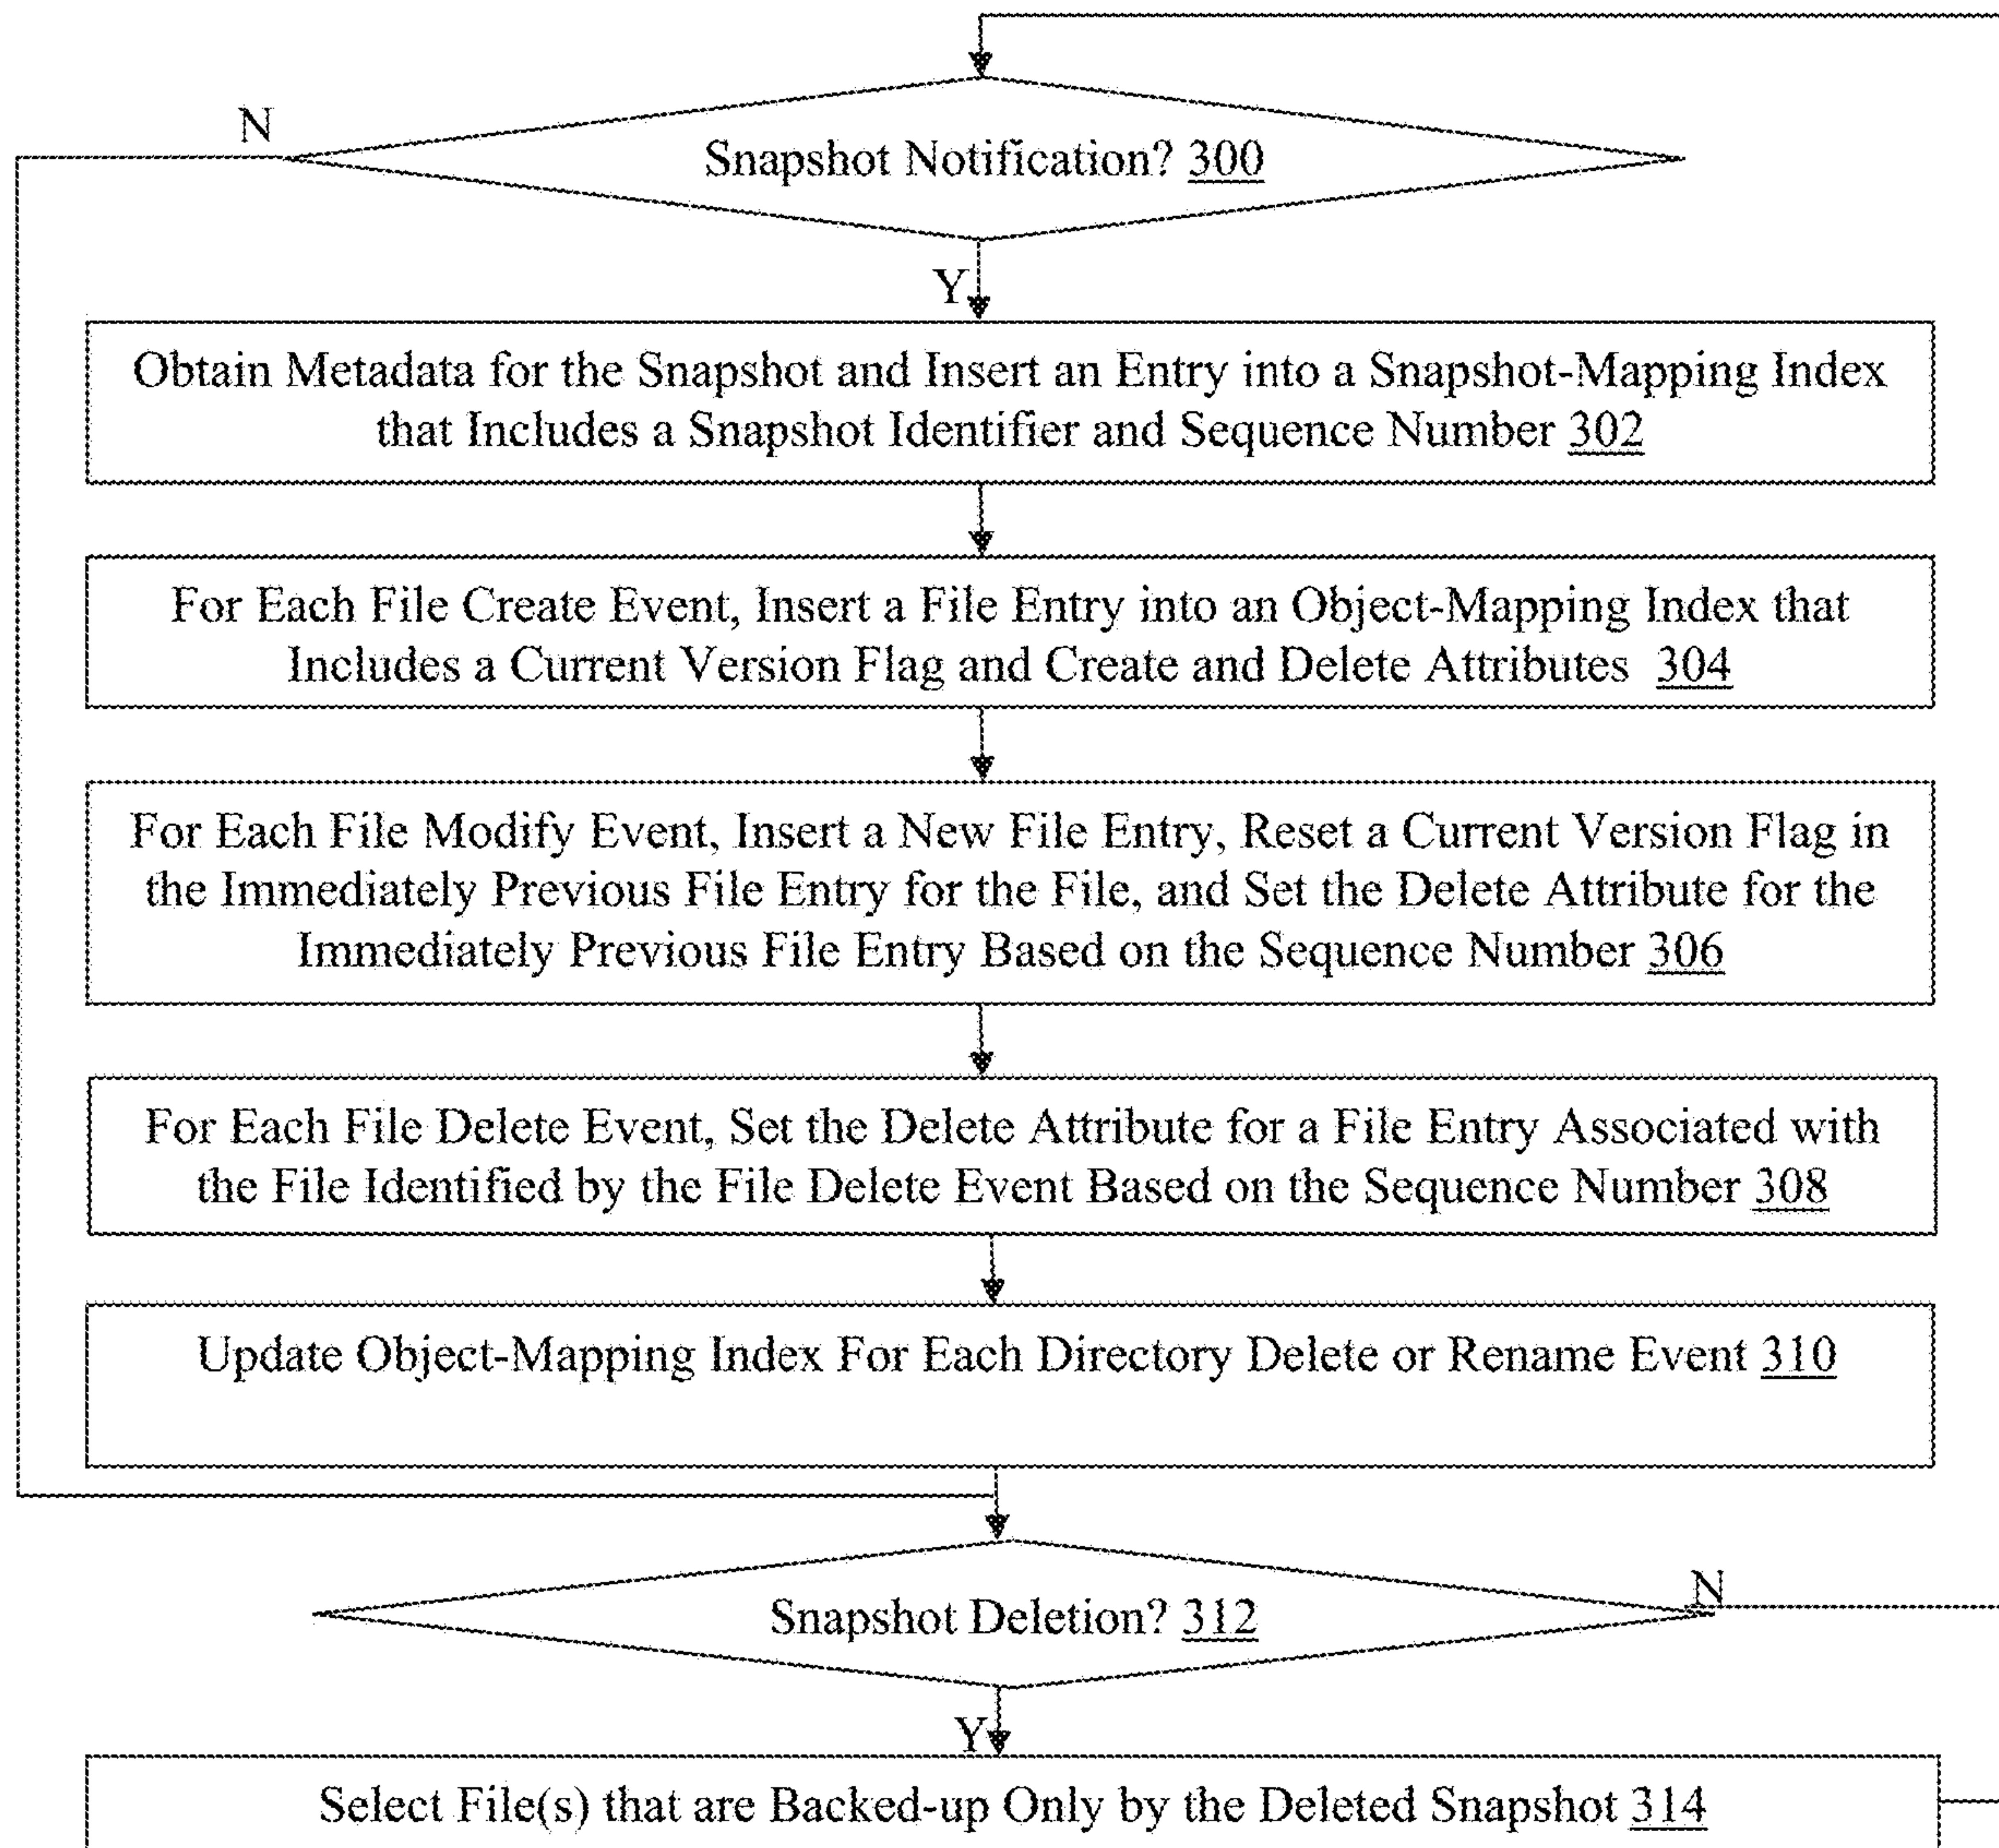 N
Snapshot Notification? 300
Y
Obtain Metadata for the Snapshot and Insert an Entry into a Snapshot-Mapping Index
that Includes a Snapshot Identifier and Sequence Number 302
For Each File Create Event, Insert a File Entry into an Object-Mapping Index that
Includes a Current Version Flag and Create and Delete Attributes 304
For Each File Modify Event, Insert a New File Entry, Reset a Current Version Flag in
the Immediately Previous File Entry for the File, and Set the Delete Attribute for the
Immediately Previous File Entry Based on the Sequence Number 306
For Each File Delete Event, Set the Delete Attribute for a File Entry Associated with
the File Identified by the File Delete Event Based on the Sequence Number 308
Update Object-Mapping Index For Each Directory Delete or Rename Event 310
N
Snapshot Deletion? 312
Y
Select File(s) that are Backed-up Only by the Deleted Snapshot 314